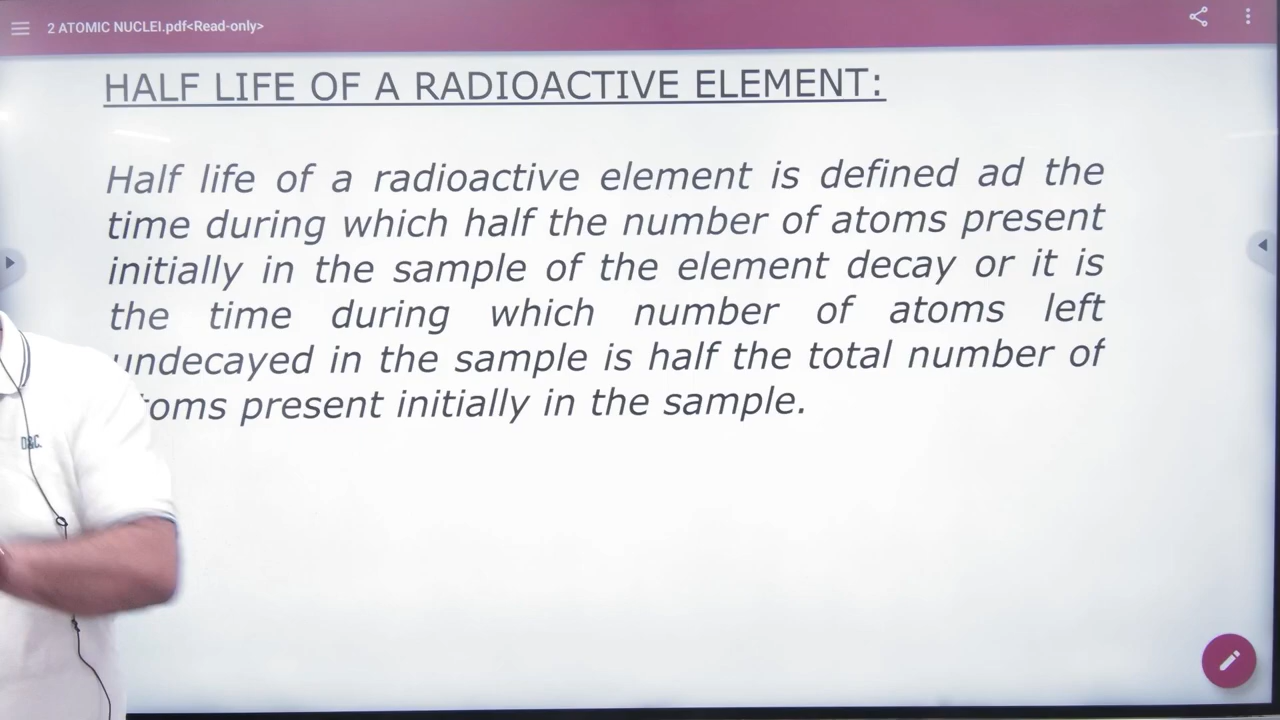 2 ATOMIC NUCLEI.pdf<Read-only>
HALF LIFE OF A RADIOACTIVE ELEMENT:
Half life of a radioactive element is defined ad the
time during which half the number of atoms present
initially in the sample of the element decay or it is
the time during which number of atoms left
undecayed in the sample is half the total number of
toms present initially in the sample.
D&C.